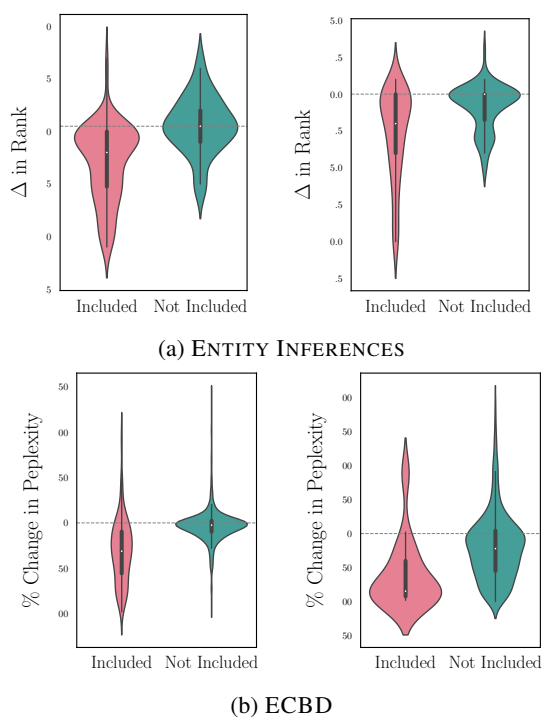 Δ in Rank
0
5
0
5
0
5
Included Not Included
Δ in Rank
5.0
.5
0.0
.5
5.0
.5
0.0
.5
Included Not Included
(a) ENTITY INFERENCES
% Change in Peplexity
50
00
50
0
50
00
Included Not Included
% Change in Peplexity
00
50
0
50
00
50
Included Not Included
(b) ECBD